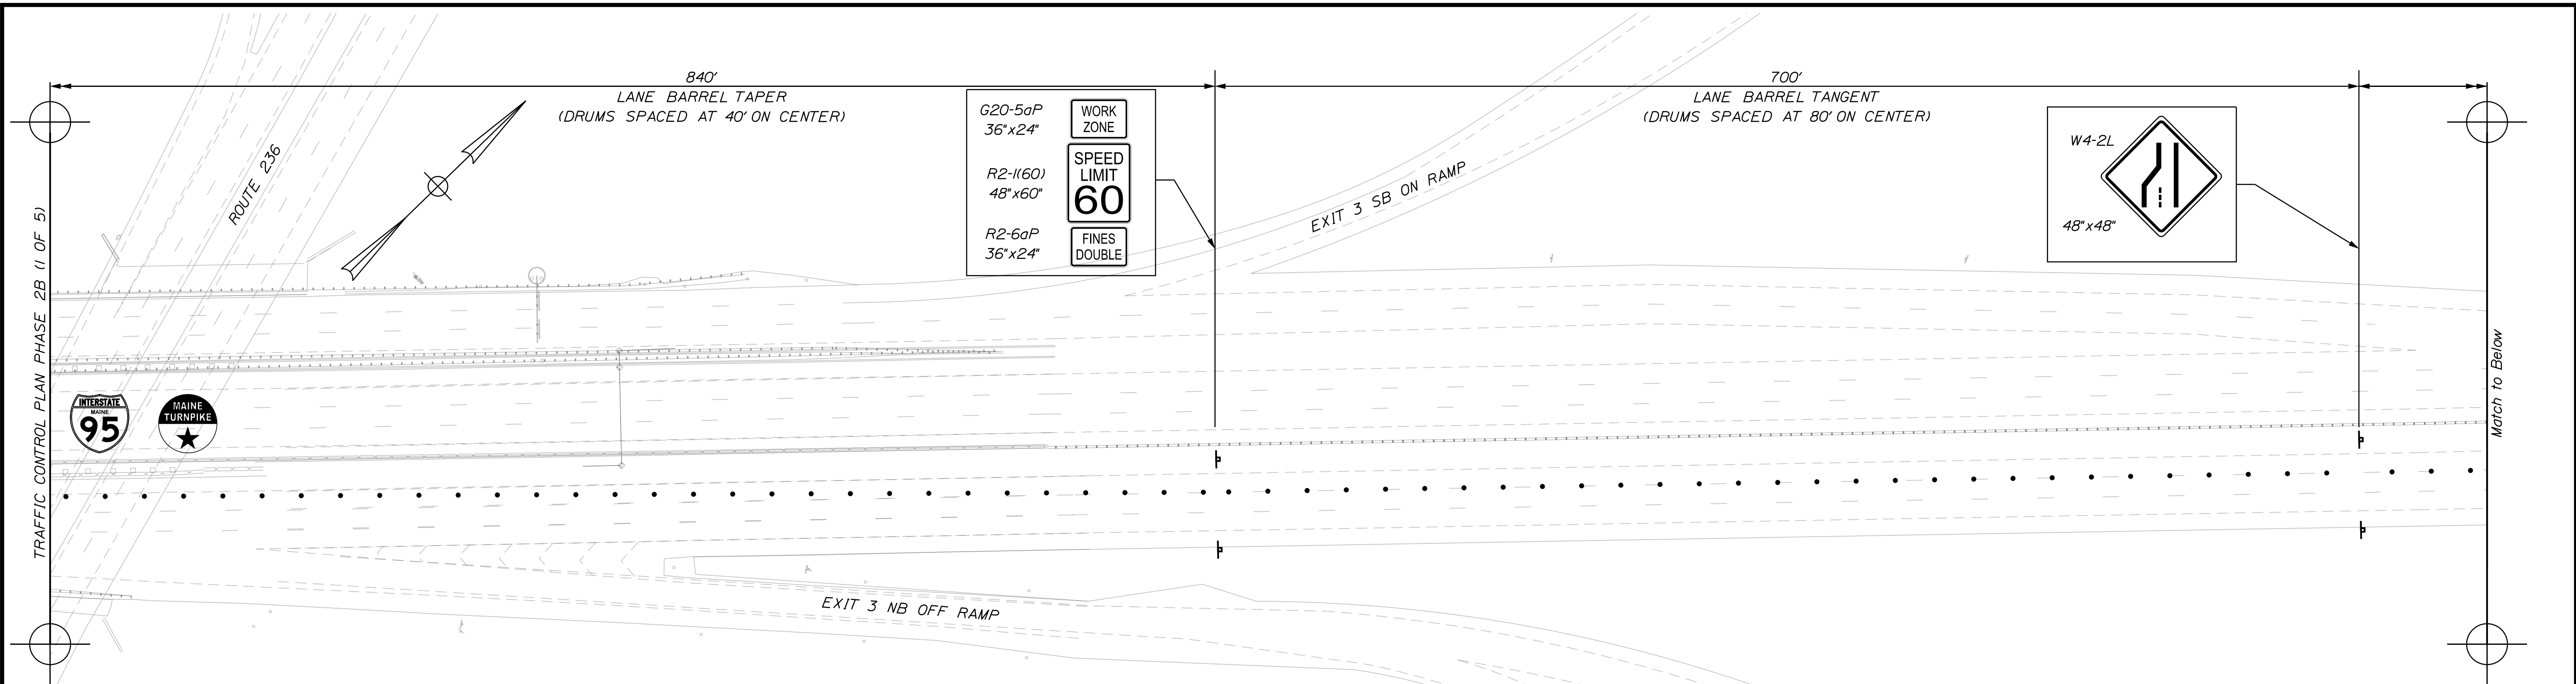 840'
LANE BARREL TAPER
(DRUMS SPACED AT 40' ON CENTER)
700'
LANE BARREL TANGENT
(DRUMS SPACED AT 80' ON CENTER)
TRAFFIC CONTROL PLAN PHASE 2B (1 OF 5)
ROUTE 236
G20-5aP
36"x24"
WORK
ZONE
R2-1(60)
48"x60"
SPEED
LIMIT
60
R2-6aP
36"x24"
FINES
DOUBLE
EXIT 3 SB ON RAMP
W4-2L
48"x48"
Match to Below
INTERSTATE
MAINE
95
MAINE
TURNPIKE
EXIT 3 NB OFF RAMP